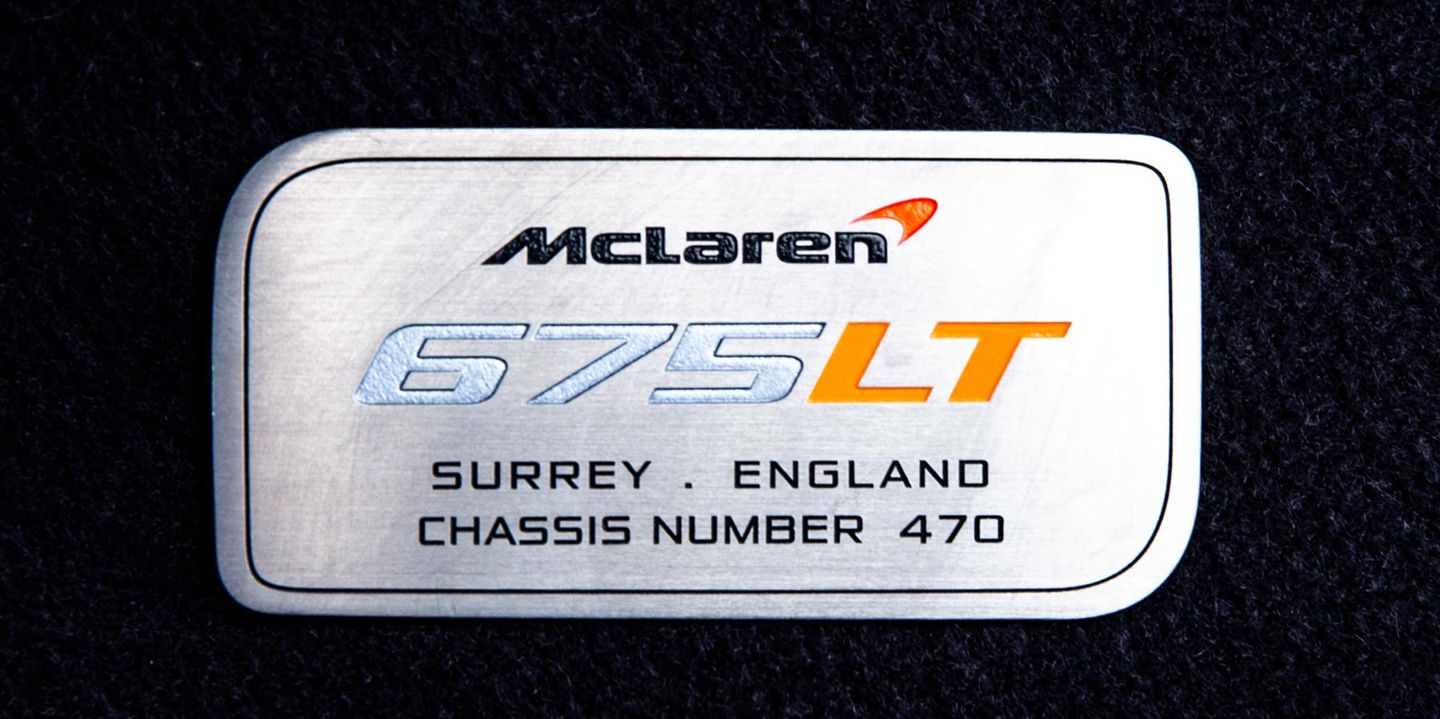 McLaren
675LT
SURREY . ENGLAND
CHASSIS NUMBER 470